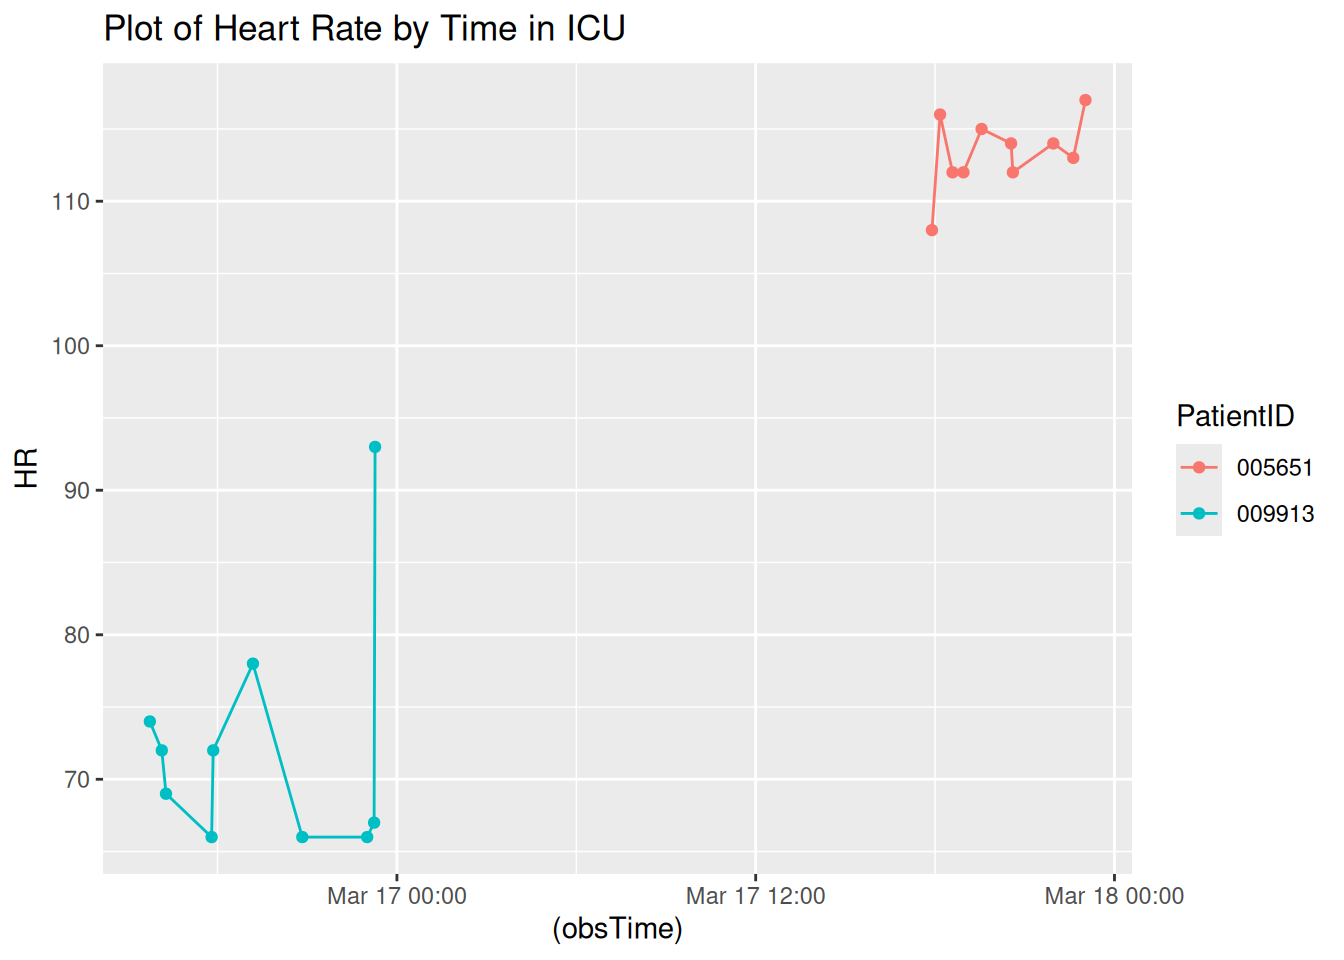 Plot of Heart Rate by Time in ICU
HR
110
100
90
80
70
Mar 17 00:00
Mar 17 12:00
Mar 18 00:00
(obsTime)
PatientID
005651
009913